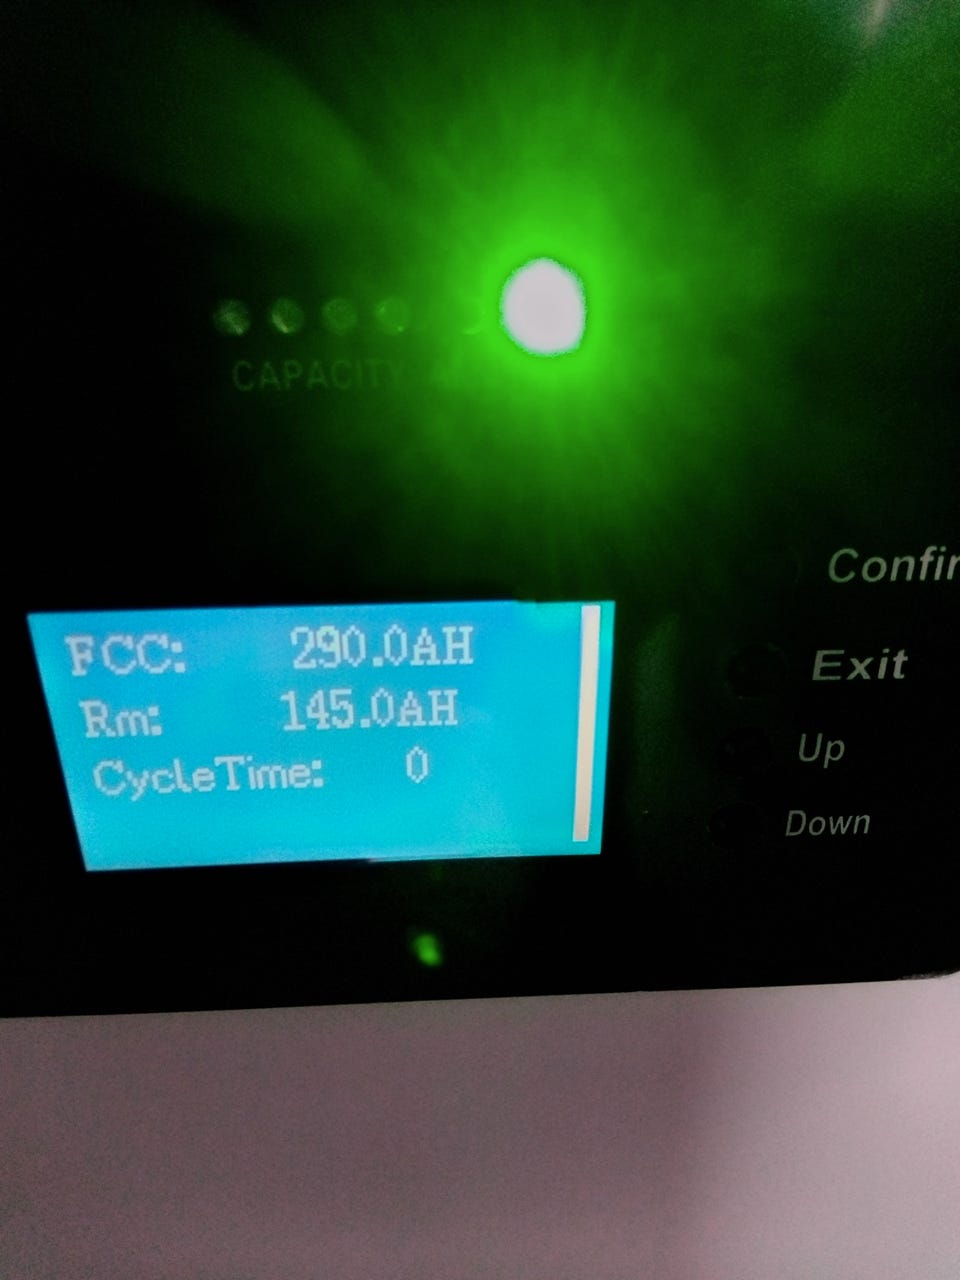 CAPACITY
FCC: 290.0AH
Rm: 145.0AH
CycleTime: 0
Confir
Exit
Up
Down